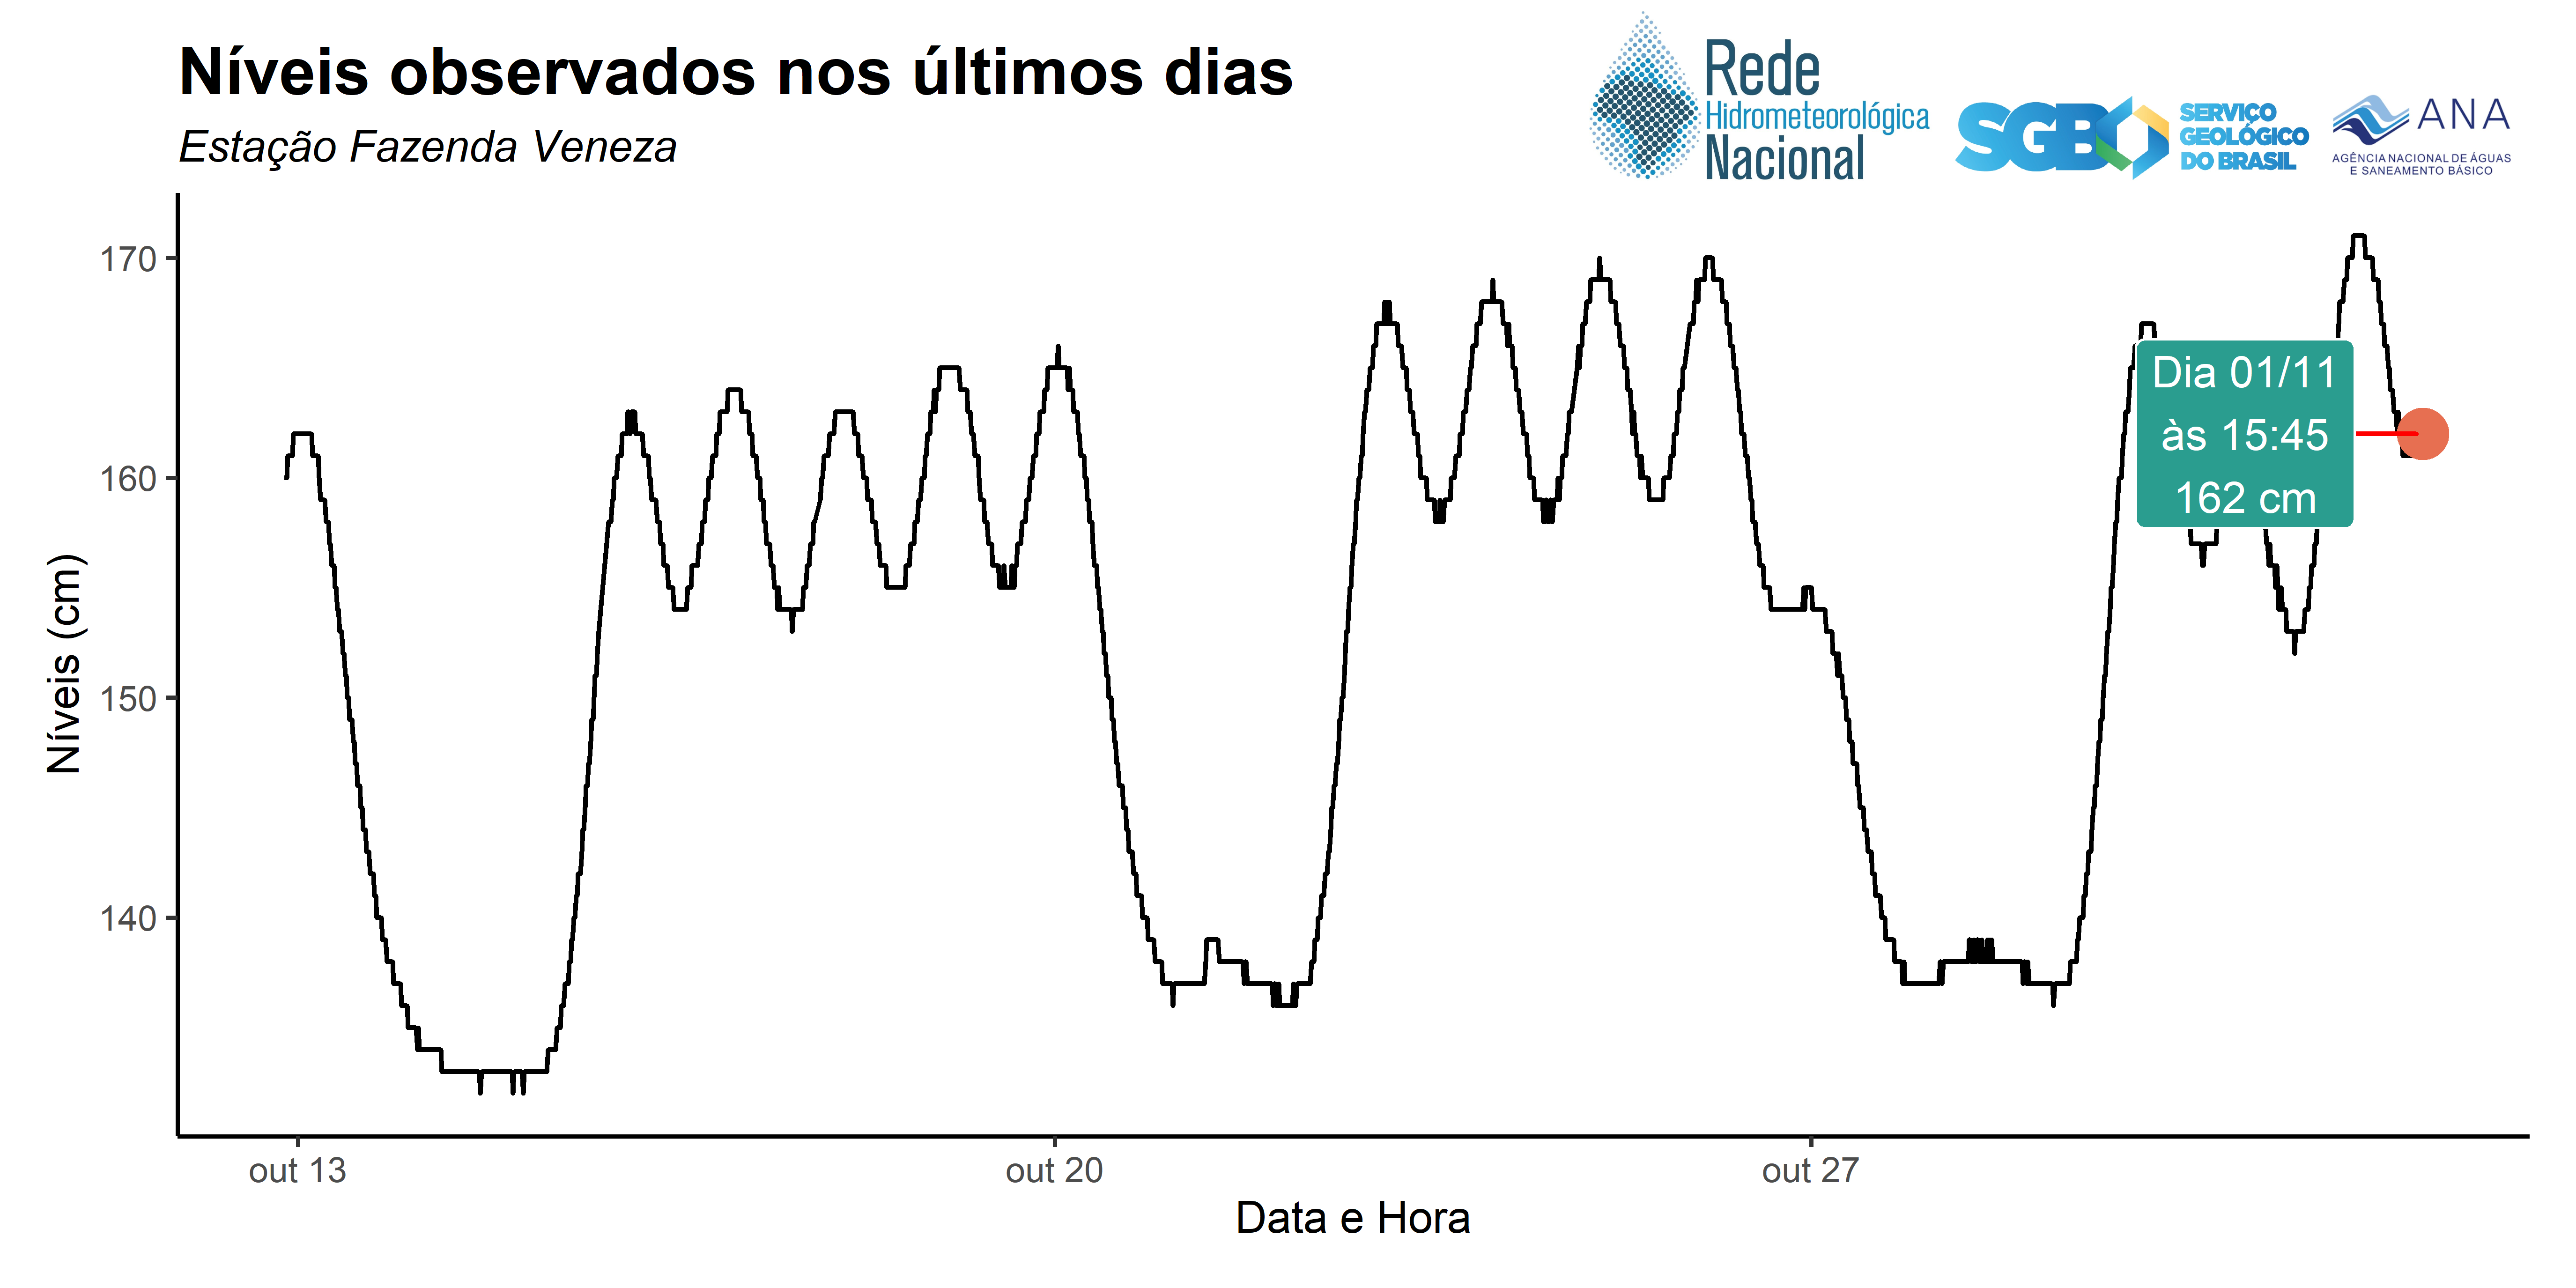 Níveis observados nos últimos dias
Estação Fazenda Veneza
Rede
Hidrometeorológica
Nacional
SGB
SERVIÇO
GEOLÓGICO
DO BRASIL
ANA
AGÊNCIA NACIONAL DE ÁGUAS
E SANEAMENTO BÁSICO
Níveis (cm)
170
160
150
140
Dia 01/11
às 15:45
162 cm
out 13
out 20
out 27
Data e Hora